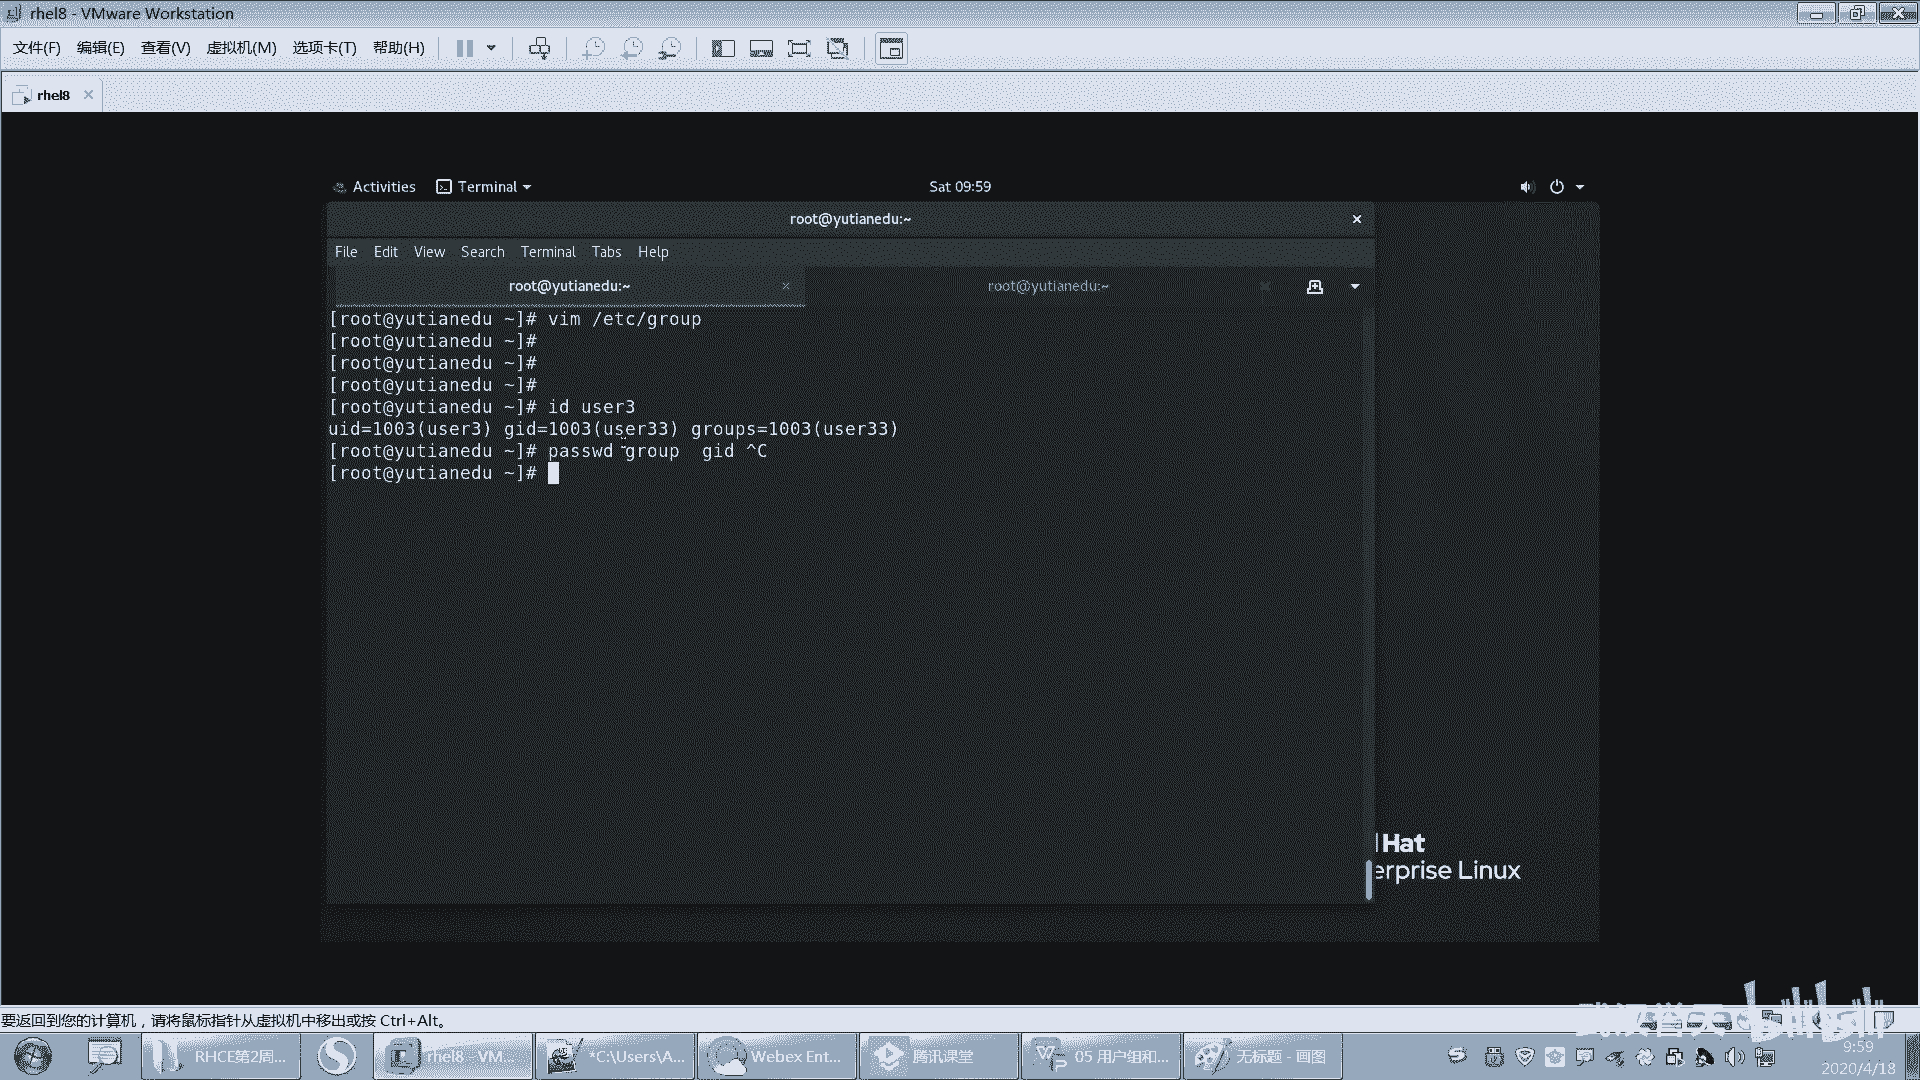 rhel8 - VMware Workstation
文件(F) 编辑(E) 查看(V) 虚拟机(M) 选项卡(T) 帮助(H)
rhel8
Activities Terminal Sat 09:59
root@yutianedu:~
File Edit View Search Terminal Tabs Help
root@yutianedu:~ root@yutianedu:~
[root@yutianedu ~]# vim /etc/group
[root@yutianedu ~]#
[root@yutianedu ~]#
[root@yutianedu ~]#
[root@yutianedu ~]# id user3
uid=1003(user3) gid=1003(user33) groups=1003(user33)
[root@yutianedu ~]# passwd group  gid ^C
[root@yutianedu ~]#
Hat
erprise Linux
要返回到您的计算机，请将鼠标指针从虚拟机中移出或按 Ctrl+Alt。
RHCE第2周... rhel8 - VM... *C:\Users\A... Webex Ent... 腾讯课堂 05 用户组和... 无标题 - 画图
9:59
2020/4/18
bilibili